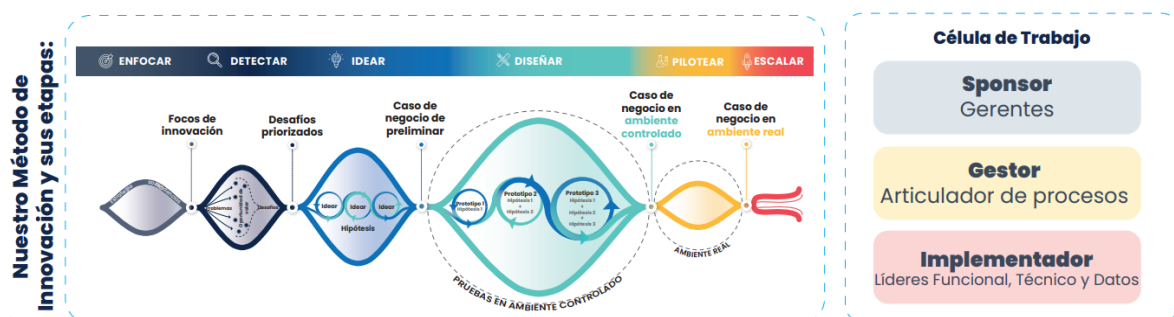 Nuestro Método de
Innovación y sus etapas:
ENFOCAR
DETECTAR
IDEAR
DISEÑAR
PILOTEAR
ESCALAR
Focos de
innovación
Desafíos
priorizados
Caso de
negocio de
preliminar
Caso de
negocio en
ambiente
controlado
Caso de
negocio en
ambiente real
Problemas
Oportunidad de
valor
Desafíos
Idear
Idear
Idear
Hipótesis
Prototipo 1
Hipótesis 1
Prototipo 2
Hipótesis 1
+
Hipótesis 2
Prototipo 3
Hipótesis 1
+
Hipótesis 2
+
Hipótesis 3
PRUEBAS EN AMBIENTE CONTROLADO
AMBIENTE REAL
Célula de Trabajo
Sponsor
Gerentes
Gestor
Articulador de procesos
Implementador
Líderes Funcional, Técnico y Datos